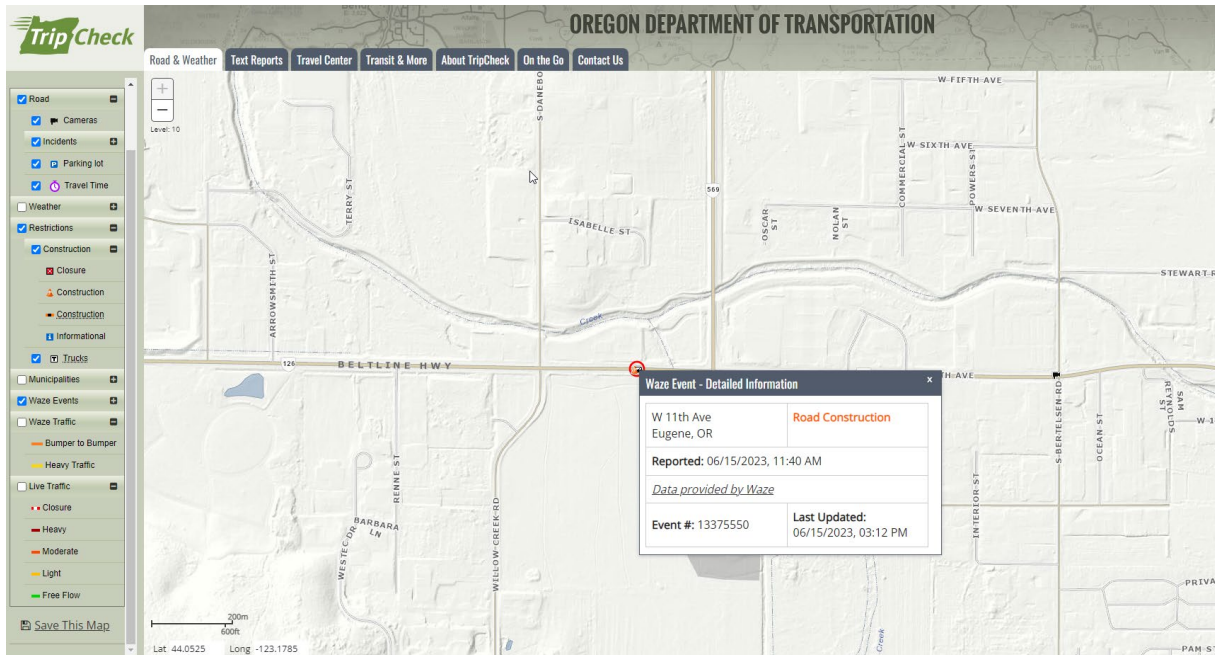 Trip Check
OREGON DEPARTMENT OF TRANSPORTATION
Road & Weather
Text Reports
Travel Center
Transit & More
About TripCheck
On the Go
Contact Us
Road
Cameras
Incidents
Parking lot
Travel Time
Weather
Restrictions
Construction
Closure
Construction
Construction
Informational
Trucks
Municipalities
Waze Events
Waze Traffic
Bumper to Bumper
Heavy Traffic
Live Traffic
Closure
Heavy
Moderate
Light
Free Flow
Save This Map
+
−
Level: 10
S DANEBO
W FIFTH AVE
COMMERCIAL ST
W SIXTH AVE
POWERS ST
569
TERRY ST
ISABELLE ST
OSCAR
ST
NOLAN
ST
W SEVENTH AVE
ARROWSMITH ST
STEWART R
Creek
126
BELTLINE HWY
TH AVE
S BERTELSEN RD
SAM
REYNOLDS
ST
OCEAN ST
W 1
Waze Event - Detailed Information
x
W 11th Ave
Eugene, OR
Road Construction
Reported: 06/15/2023, 11:40 AM
Data provided by Waze
Event #: 13375550
Last Updated:
06/15/2023, 03:12 PM
RENNE ST
BARBARA
LN
WESTEC DR
WILLOW CREEK RD
INTERIOR ST
PRIVA
Creek
PAM S
200m
600ft
Lat 44.0525 Long -123.1785